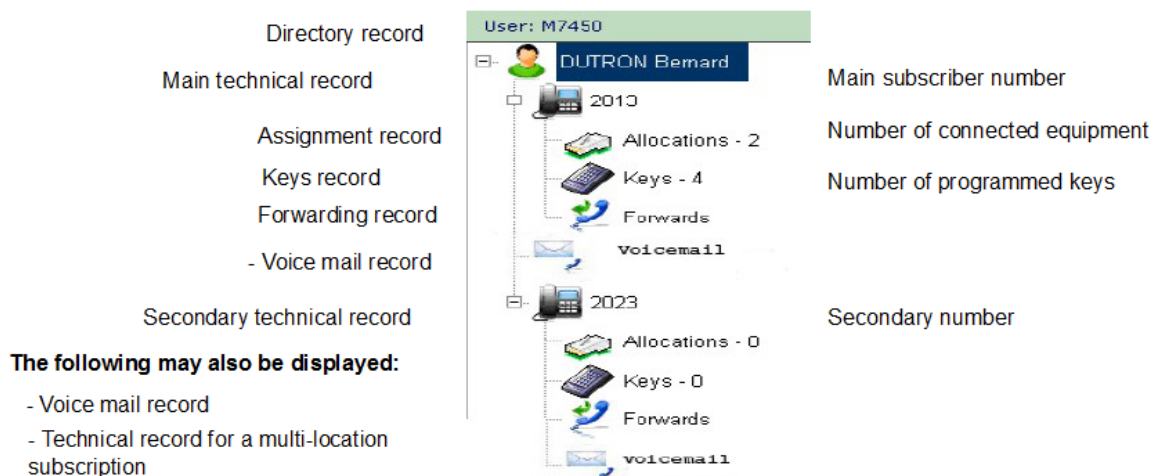 User: M7450
Directory record
DUTRON Bernard
Main technical record
Main subscriber number
2010
Assignment record
Allocations - 2
Number of connected equipment
Keys record
Keys - 4
Number of programmed keys
Forwarding record
Forwards
- Voice mail record
Voicemail
Secondary technical record
2023
Secondary number
Allocations - 0
The following may also be displayed:
Keys - 0
- Voice mail record
Forwards
- Technical record for a multi-location
subscription
voicemail